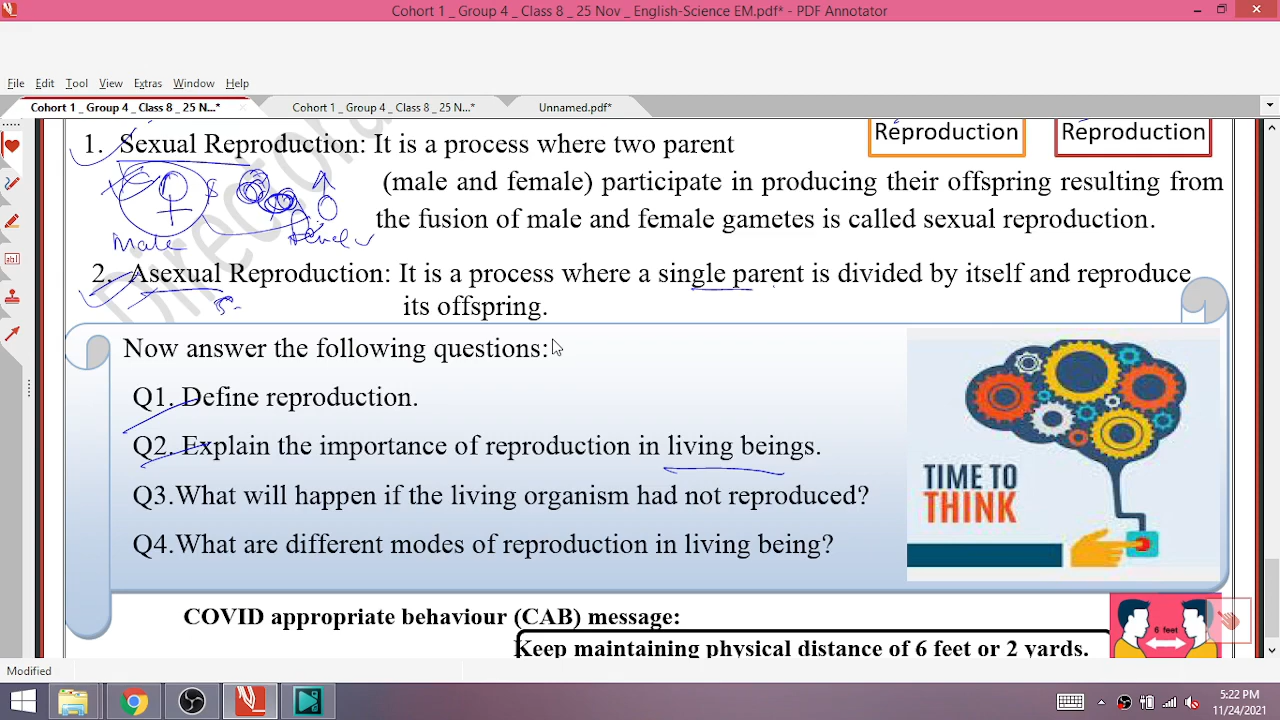 Cohort 1 _ Group 4 _ Class 8 _ 25 Nov _ English-Science EM.pdf* - PDF Annotator
File Edit Tool View Extras Window Help
Cohort 1 _ Group 4 _ Class 8 _ 25 N...* Cohort 1 _ Group 4 _ Class 8 _ 25 N...* Unnamed.pdf*
Reproduction Reproduction
1. Sexual Reproduction: It is a process where two parent
(male and female) participate in producing their offspring resulting from
the fusion of male and female gametes is called sexual reproduction.
Male
2. Asexual Reproduction: It is a process where a single parent is divided by itself and reproduce
its offspring.
Now answer the following questions:
Q1. Define reproduction.
Q2. Explain the importance of reproduction in living beings.
Q3.What will happen if the living organism had not reproduced?
Q4.What are different modes of reproduction in living being?
TIME TO
THINK
COVID appropriate behaviour (CAB) message:
6 feet
Keep maintaining physical distance of 6 feet or 2 yards.
Modified
5:22 PM
11/24/2021